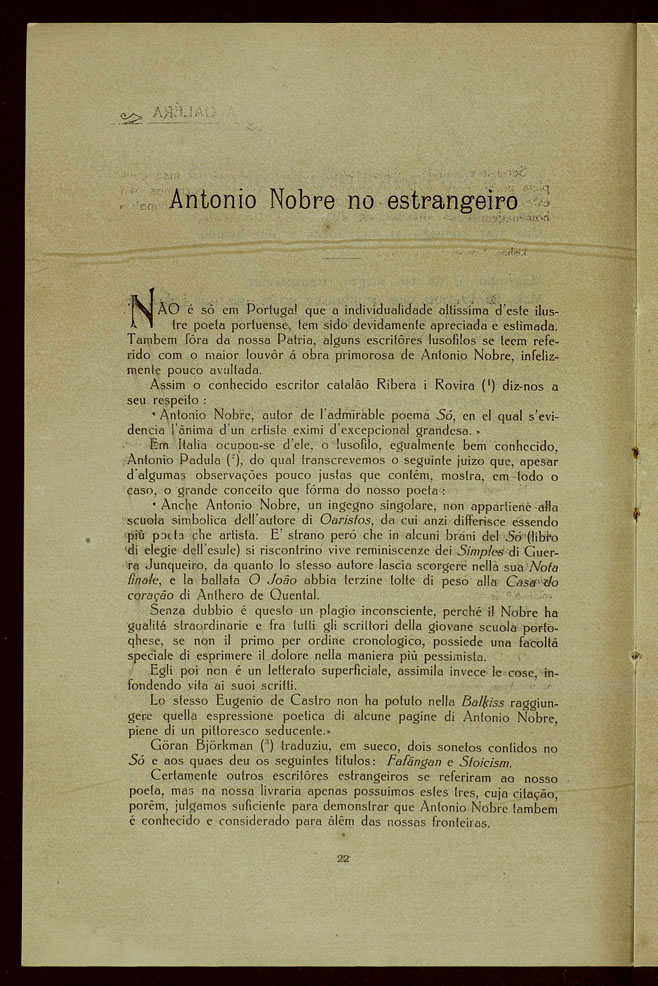 Antonio Nobre no estrangeiro
NÃO é só em Portugal que a individualidade altissima d'este ilus-
tre poeta portuense, tem sido devidamente apreciada e estimada.
Tambem fóra da nossa Patria, alguns escritôres lusofilos se teem refe-
rido com o maior louvôr á obra primorosa de Antonio Nobre, infeliz-
mente pouco avultada.
Assim o conhecido escritor catalão Ribera i Rovira (¹) diz-nos a
seu respeito :
« Antonio Nobre, autor de l'admirable poema Só, en el qual s'evi-
dencia l'ânima d'un artista eximi d'excepcional grandesa. »
Em Italia ocupou-se d'ele, o lusofilo, egualmente bem conhecido,
Antonio Padula (²), do qual transcrevemos o seguinte juizo que, apesar
d'algumas observações pouco justas que contém, mostra, em todo o
caso, o grande conceito que fórma do nosso poeta :
« Anche Antonio Nobre, un ingegno singolare, non appartiene alla
scuola simbolica dell'autore di Oaristos, da cui anzi differisce essendo
più poeta che artista. E' strano peró che in alcuni brani del Só (libro
di elegie dell'esule) si riscontrino vive reminiscenze dei Simples di Guer-
ra Junqueiro, da quanto lo stesso autore lascia scorgere nella sua Nota
finale, e la ballata O João abbia terzine tolte di peso alla Casa do
coração di Anthero de Quental.
Senza dubbio é questo un plagio inconsciente, perché il Nobre ha
gualitá straordinarie e fra tutti gli scrittori della giovane scuola porto-
qhese, se non il primo per ordine cronologico, possiede una facoltá
speciale di esprimere il dolore nella maniera più pessimista.
Egli poi non é un letterato superficiale, assimila invece le cose, in-
fondendo vita ai suoi scritti.
Lo stesso Eugenio de Castro non ha potuto nella Balkiss raggiun-
gere quella espressione poetica di alcune pagine di Antonio Nobre,
piene di un pittoresco seducente.»
Göran Björkman (³) traduziu, em sueco, dois sonetos contidos no
Só e aos quaes deu os seguintes titulos : Fafángan e Stoicism.
Certamente outros escritôres estrangeiros se referiram ao nosso
poeta, mas na nossa livraria apenas possuimos estes tres, cuja citação,
porêm, julgamos suficiente para demonstrar que Antonio Nobre tambem
é conhecido e considerado para àlêm das nossas fronteiras.
22